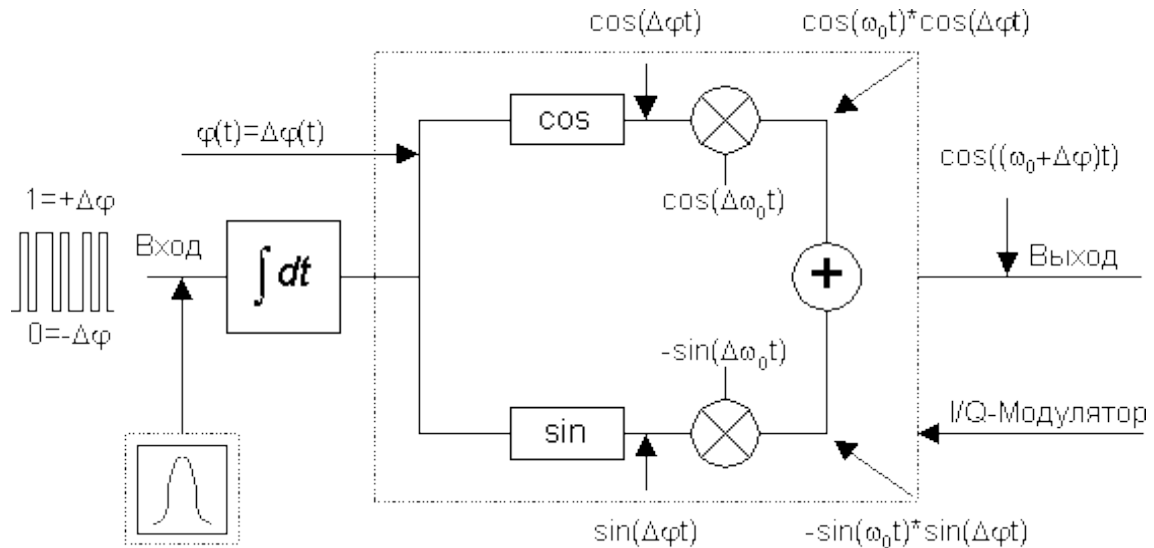 cos(Δφt)
cos(ω₀t)*cos(Δφt)
cos
φ(t)=Δφ(t)
cos((ω₀+Δφ)t)
1=+Δφ
cos(Δω₀t)
Вход
∫dt
+
Выход
0=-Δφ
-sin(Δω₀t)
I/Q-Модулятор
sin
sin(Δφt)
-sin(ω₀t)*sin(Δφt)